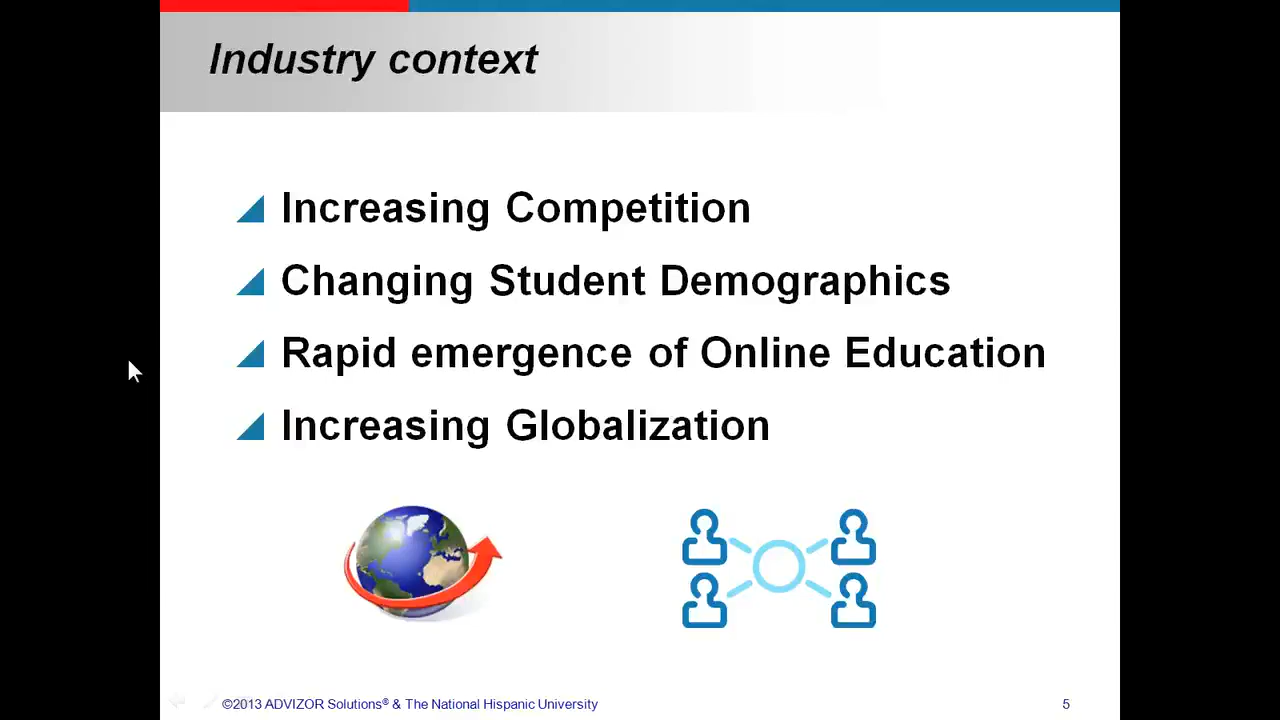 Industry context
Increasing Competition
Changing Student Demographics
Rapid emergence of Online Education
Increasing Globalization
©2013 ADVIZOR Solutions® & The National Hispanic University
5